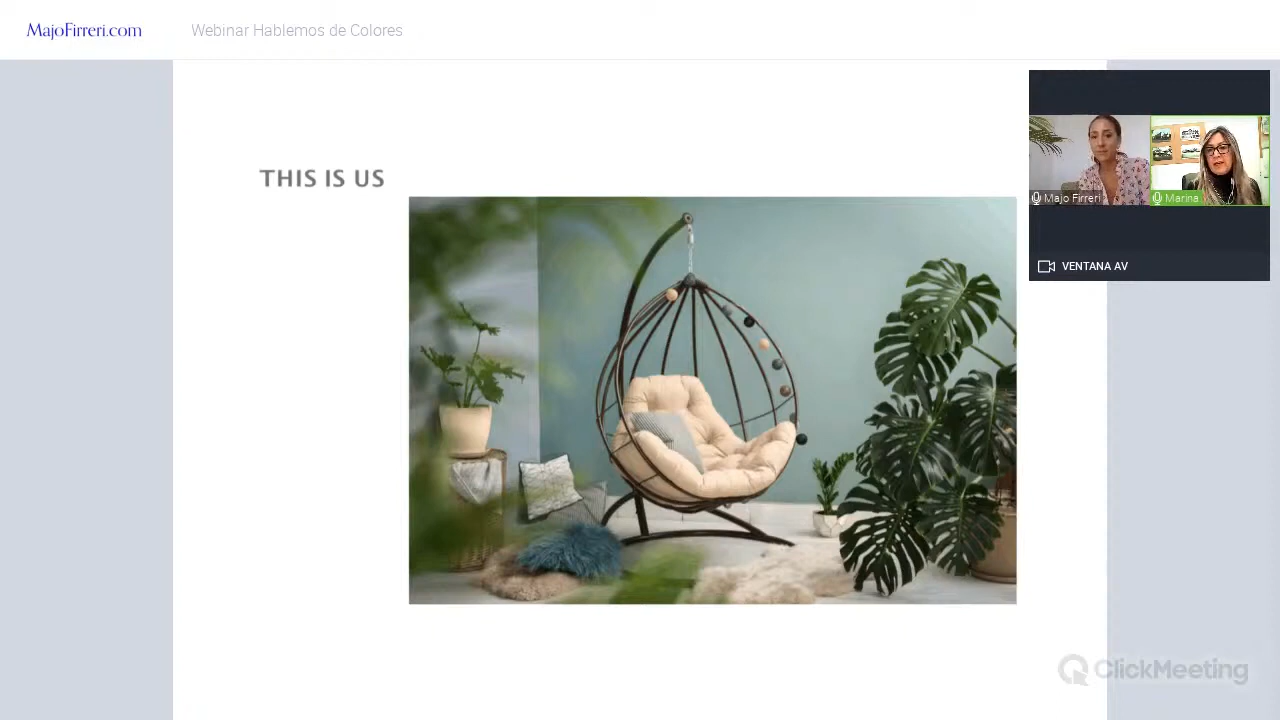 MajoFirreri.com
Webinar Hablemos de Colores
THIS IS US
Majo Firreri
Marina
VENTANA AV
ClickMeeting